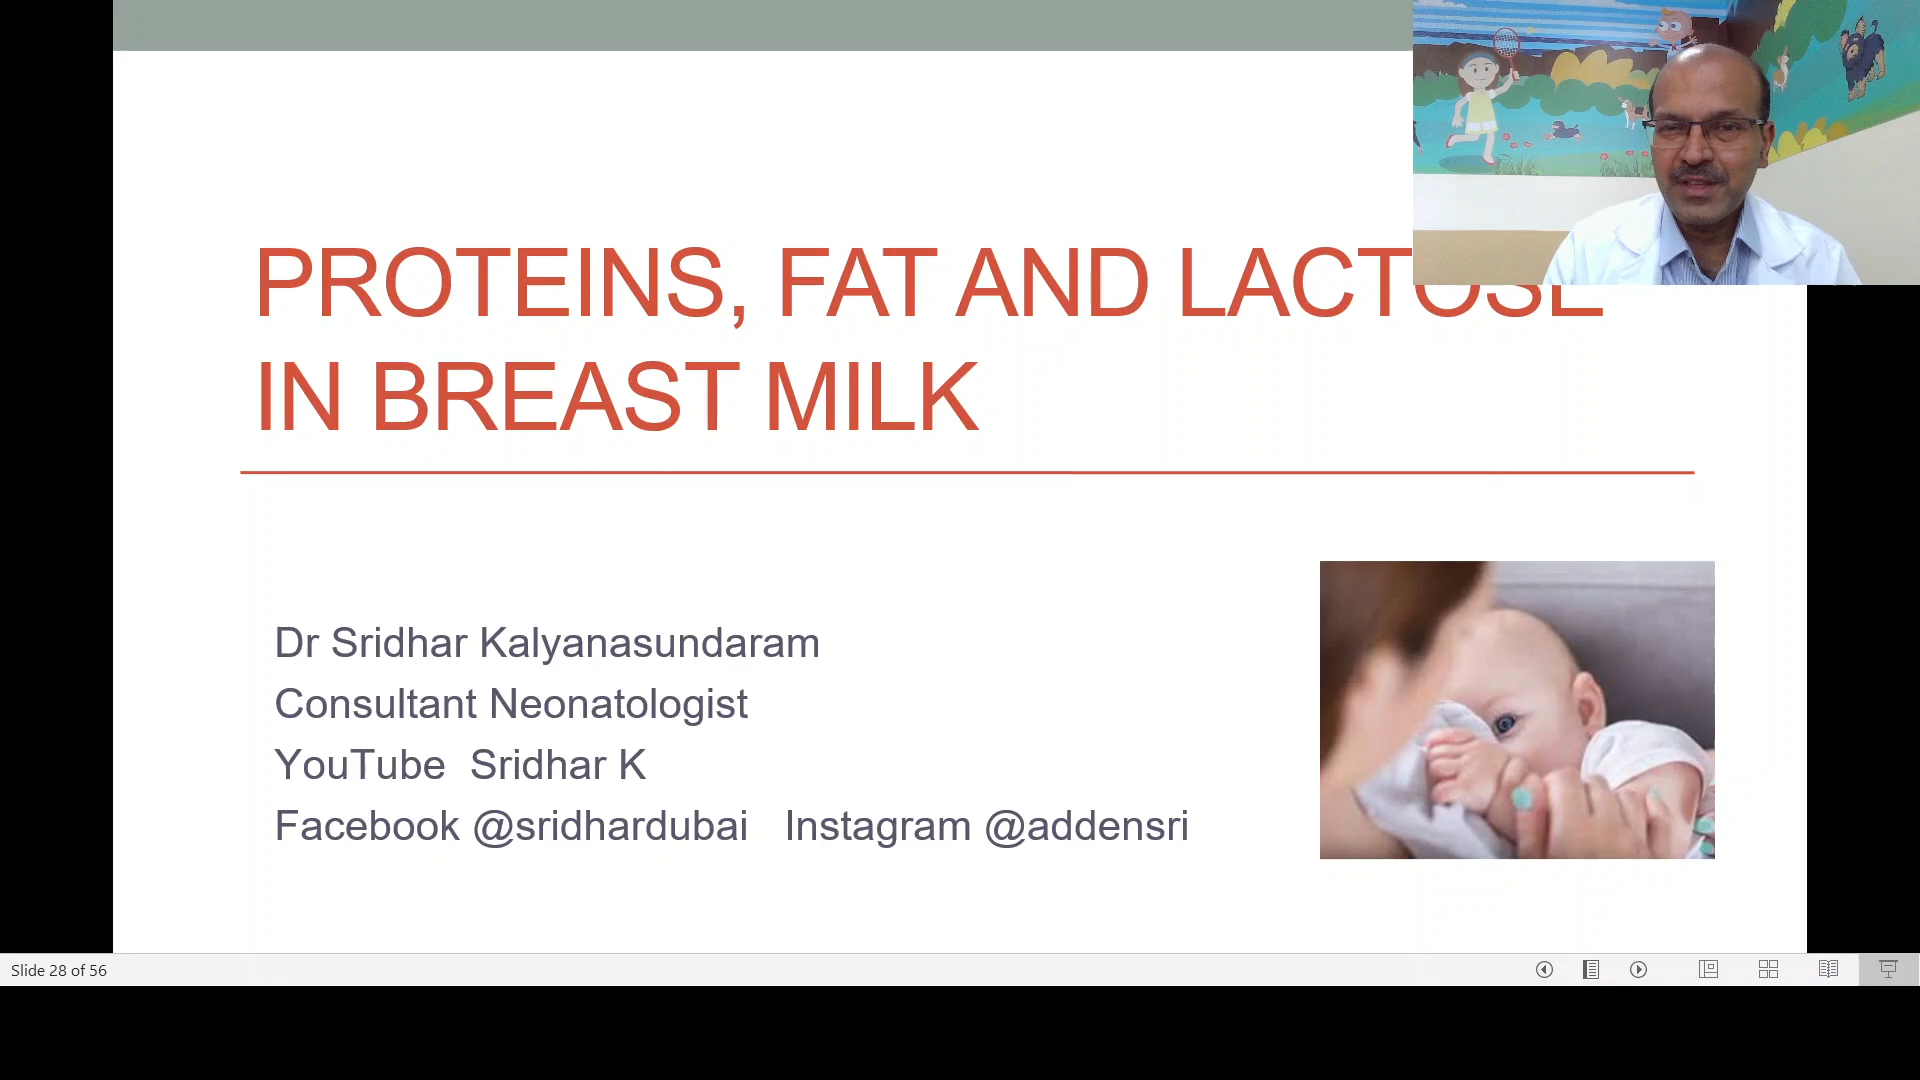 PROTEINS, FAT AND LACTOSE
IN BREAST MILK
Dr Sridhar Kalyanasundaram
Consultant Neonatologist
YouTube Sridhar K
Facebook @sridhardubai Instagram @addensri
Slide 28 of 56